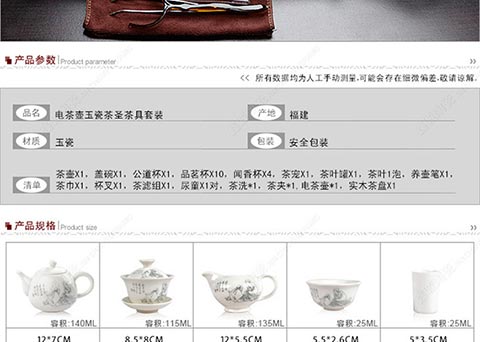 产品参数 Product parameter
<< 所有数据均为人工手动测量,可能会存在细微偏差,敬请谅解.
品名 电茶壶玉瓷茶圣茶具套装 产地 福建
材质 玉瓷 包装 安全包装
清单 茶壶X1，盖碗X1，公道杯X1，品茗杯X10，闻香杯X4，茶宠X1，茶叶罐X1，茶叶1泡，养壶笔X1，
茶巾X1，杯叉X1，茶滤组X1，尿童X1对，茶洗*1，茶夹*1，电茶壶*1，实木茶盘X1
产品规格 Product size
容积:140ML 容积:115ML 容积:135ML 容积:25ML 容积:25ML
12*7CM 8.5*8CM 12*5.5CM 5.5*2.6CM 5*3.5CM